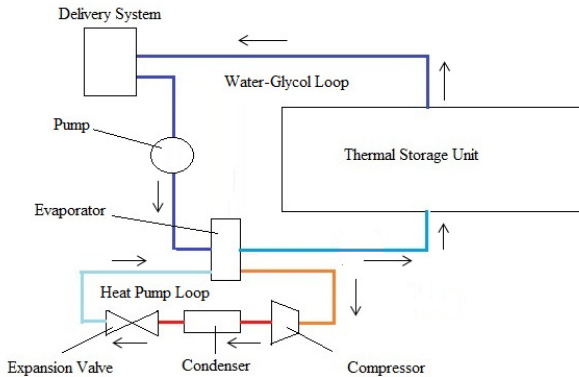 Delivery System
Water-Glycol Loop
Pump
Thermal Storage Unit
Evaporator
Heat Pump Loop
Expansion Valve
Condenser
Compressor